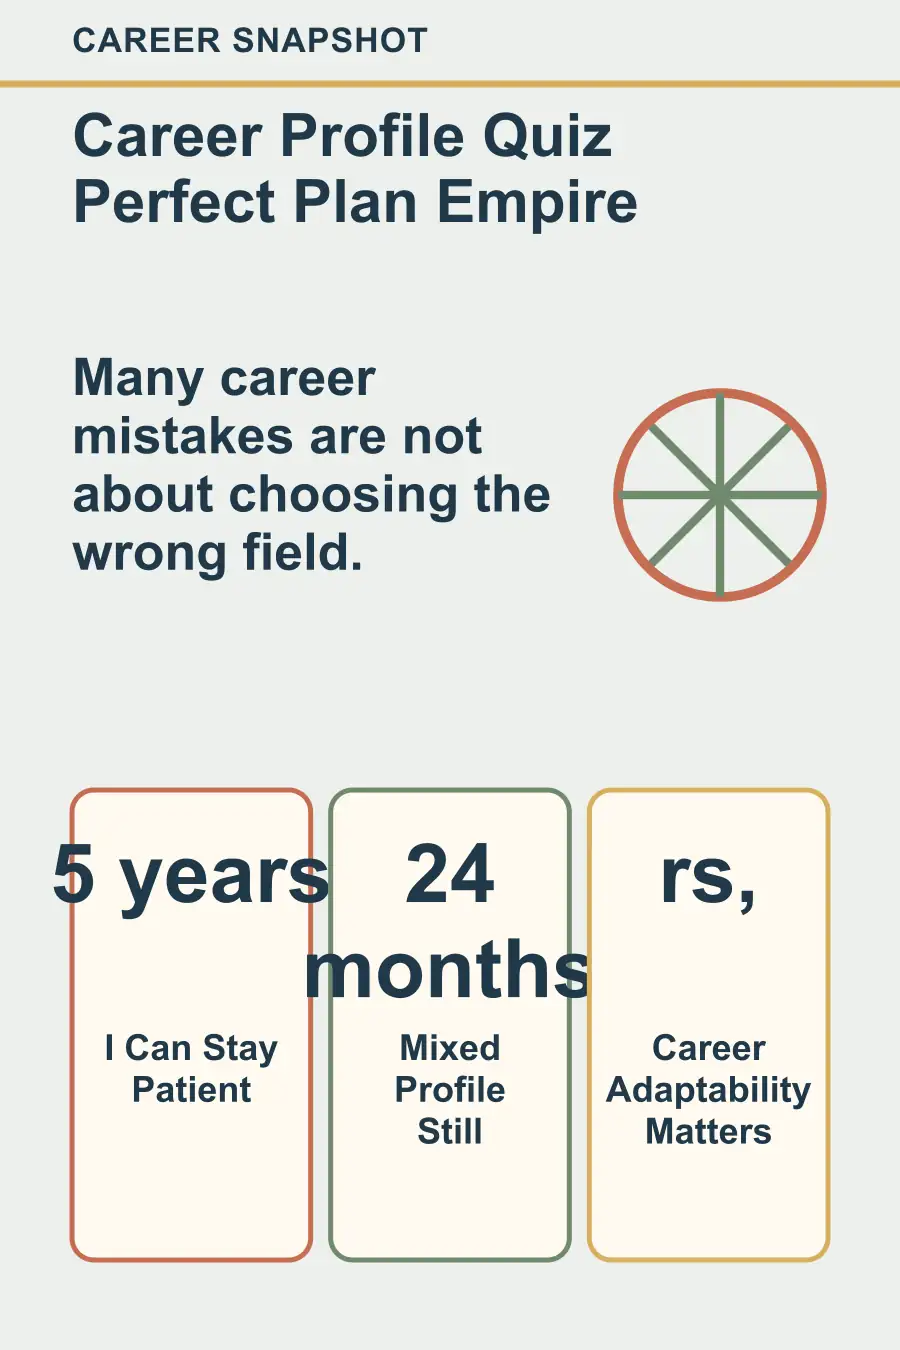 CAREER SNAPSHOT
Career Profile Quiz
Perfect Plan Empire
Many career
mistakes are not
about choosing the
wrong field.
5 years
I Can Stay
Patient
24
months
Mixed
Profile
Still
rs,
Career
Adaptability
Matters